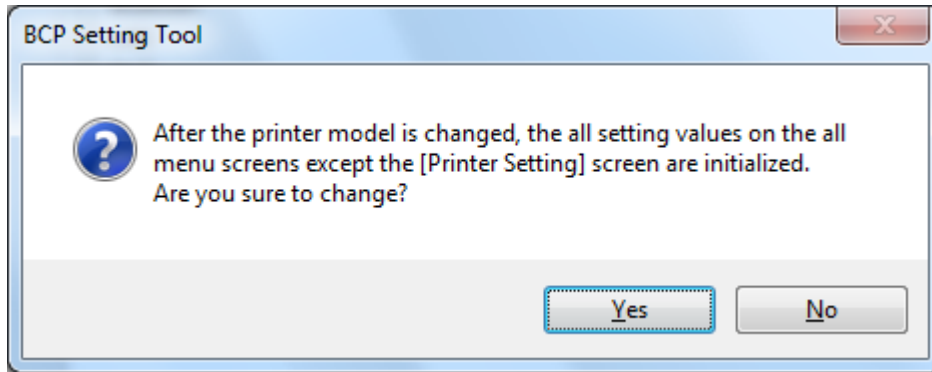 BCP Setting Tool
After the printer model is changed, the all setting values on the all
menu screens except the [Printer Setting] screen are initialized.
Are you sure to change?
Yes
No